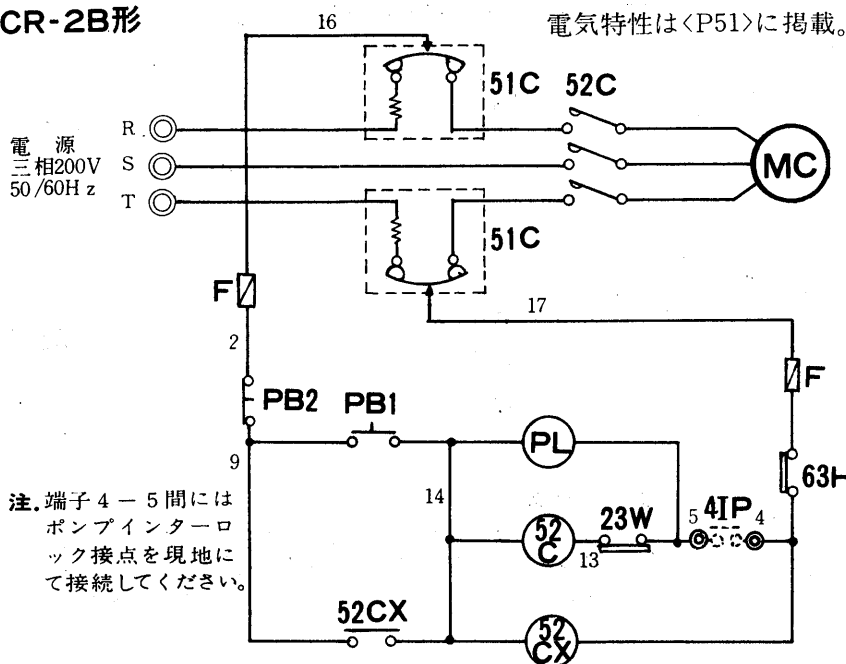 CR-2B形
電気特性は<P51>に掲載。
16
51C
52C
電源
三相200V
50/60Hz
R
S
T
MC
51C
17
F
2
F
PB2
PB1
PL
9
63H
注. 端子4-5間には
ポンプインターロ
ック接点を現地に
て接続してください。
14
52
C
23W
13
5
4IP
4
52CX
52
CX